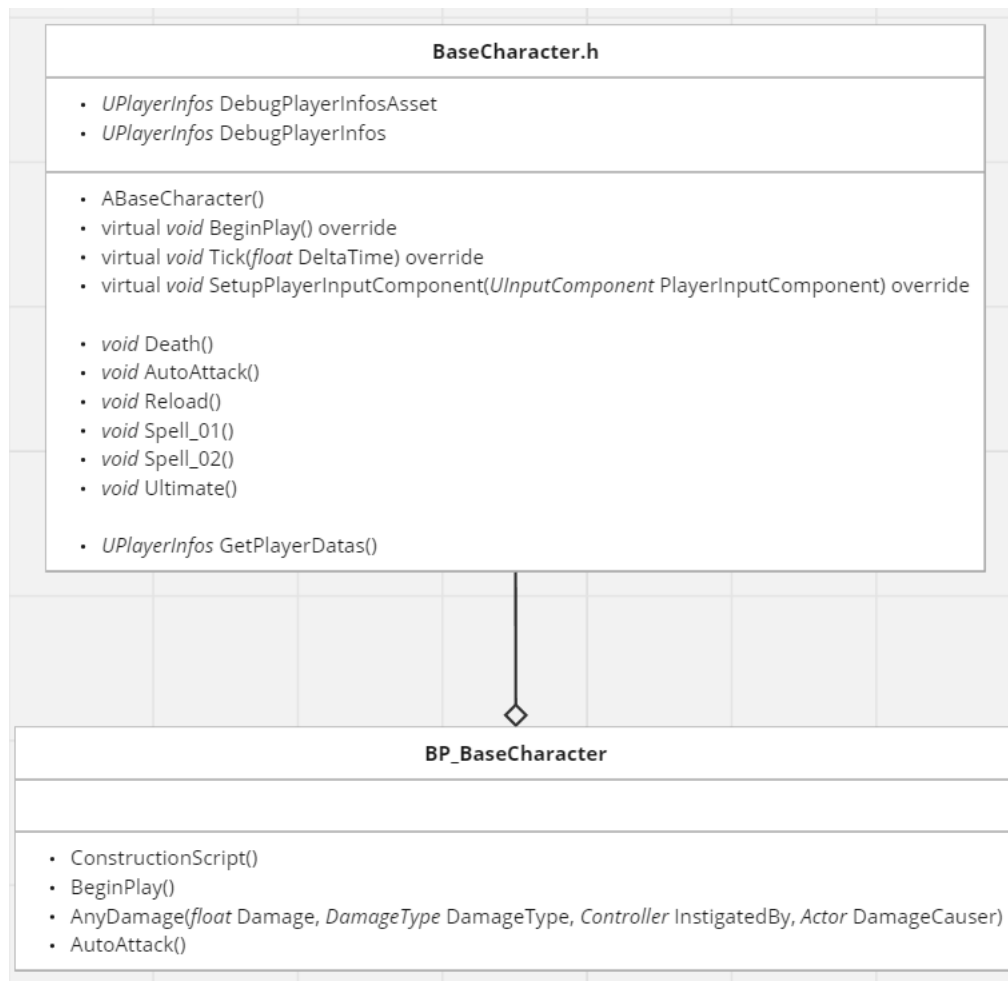 BaseCharacter.h
• UPlayerInfos DebugPlayerInfosAsset
• UPlayerInfos DebugPlayerInfos
• ABaseCharacter()
• virtual void BeginPlay() override
• virtual void Tick(float DeltaTime) override
• virtual void SetupPlayerInputComponent(UInputComponent PlayerInputComponent) override
• void Death()
• void AutoAttack()
• void Reload()
• void Spell_01()
• void Spell_02()
• void Ultimate()
• UPlayerInfos GetPlayerDatas()
BP_BaseCharacter
• ConstructionScript()
• BeginPlay()
• AnyDamage(float Damage, DamageType DamageType, Controller InstigatedBy, Actor DamageCauser)
• AutoAttack()